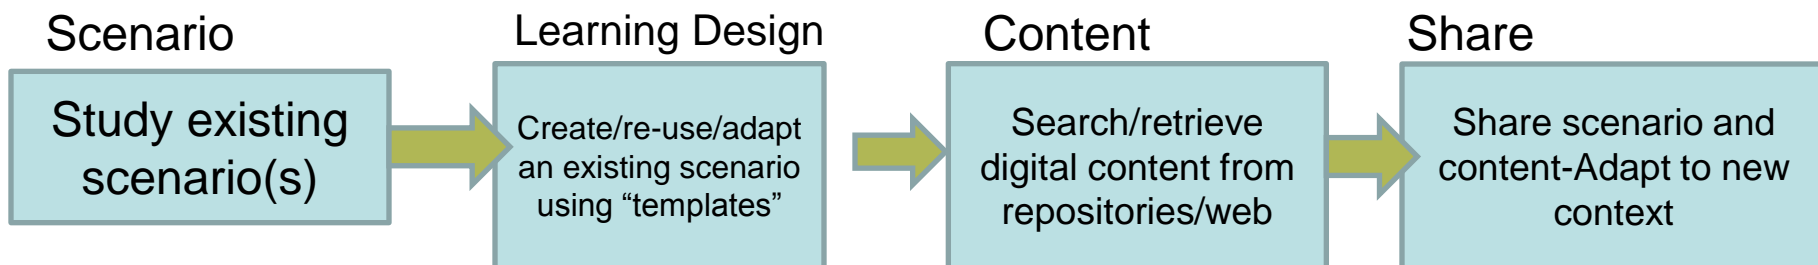 Scenario
Study existing
scenario(s)
Learning Design
Create/re-use/adapt
an existing scenario
using “templates”
Content
Search/retrieve
digital content from
repositories/web
Share
Share scenario and
content-Adapt to new
context